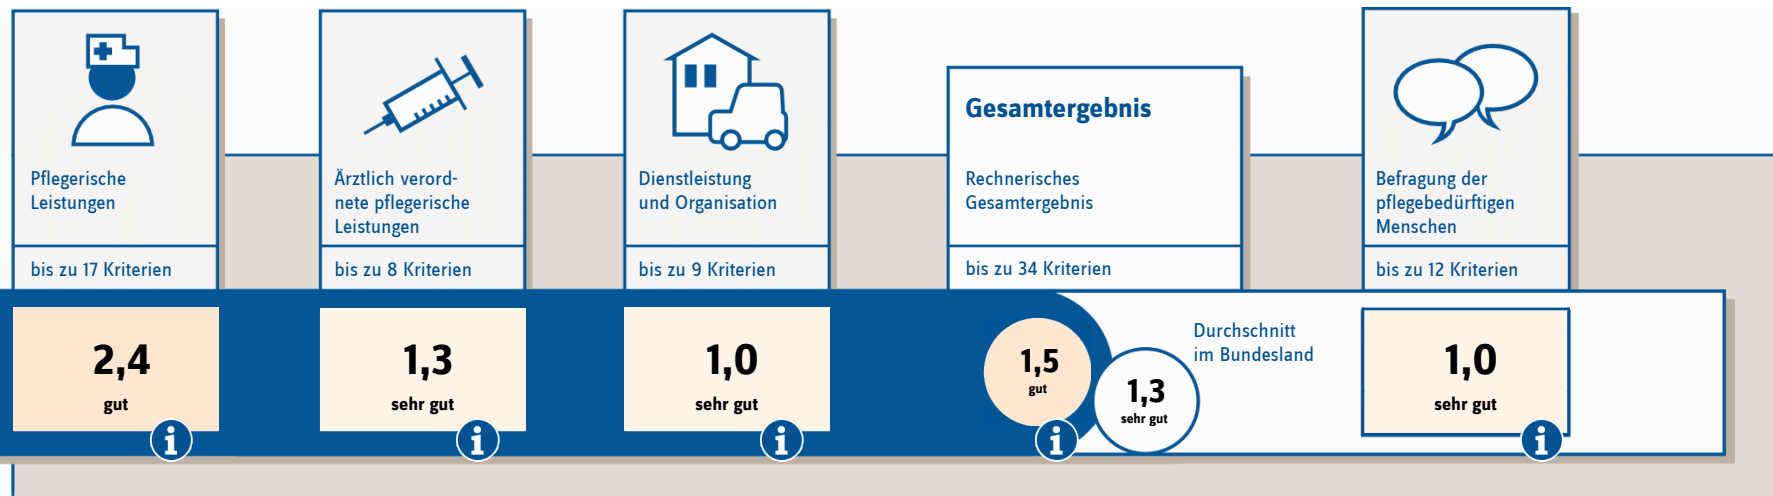 Pflegerische
Leistungen
bis zu 17 Kriterien
2,4
gut
i
Ärztlich verord-
nete pflegerische
Leistungen
bis zu 8 Kriterien
1,3
sehr gut
i
Dienstleistung
und Organisation
bis zu 9 Kriterien
1,0
sehr gut
i
Gesamtergebnis
Rechnerisches
Gesamtergebnis
bis zu 34 Kriterien
1,5
gut
i
1,3
sehr gut
Durchschnitt
im Bundesland
Befragung der
pflegebedürftigen
Menschen
bis zu 12 Kriterien
1,0
sehr gut
i